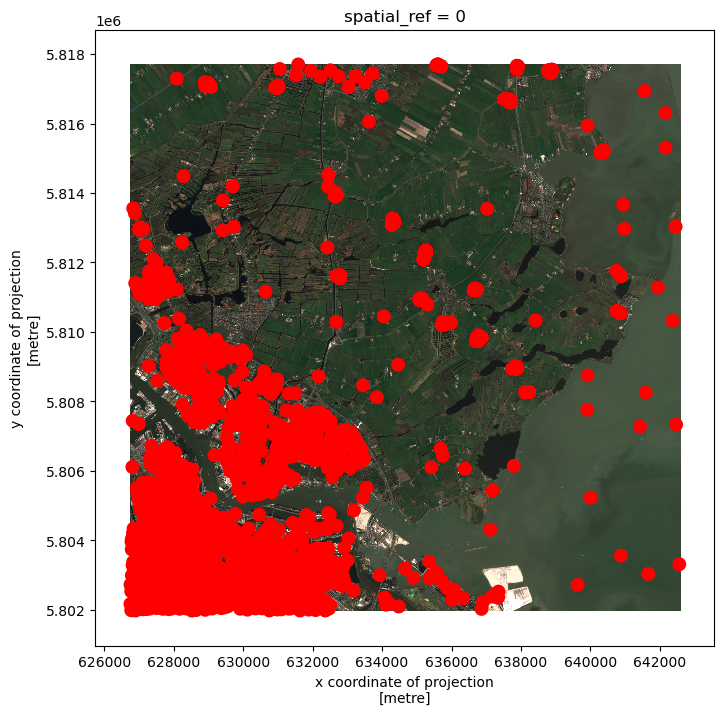 spatial_ref = 0
1e6
5.818
5.816
5.814
5.812
5.810
5.808
5.806
5.804
5.802
y coordinate of projection
[metre]
626000 628000 630000 632000 634000 636000 638000 640000 642000
x coordinate of projection
[metre]